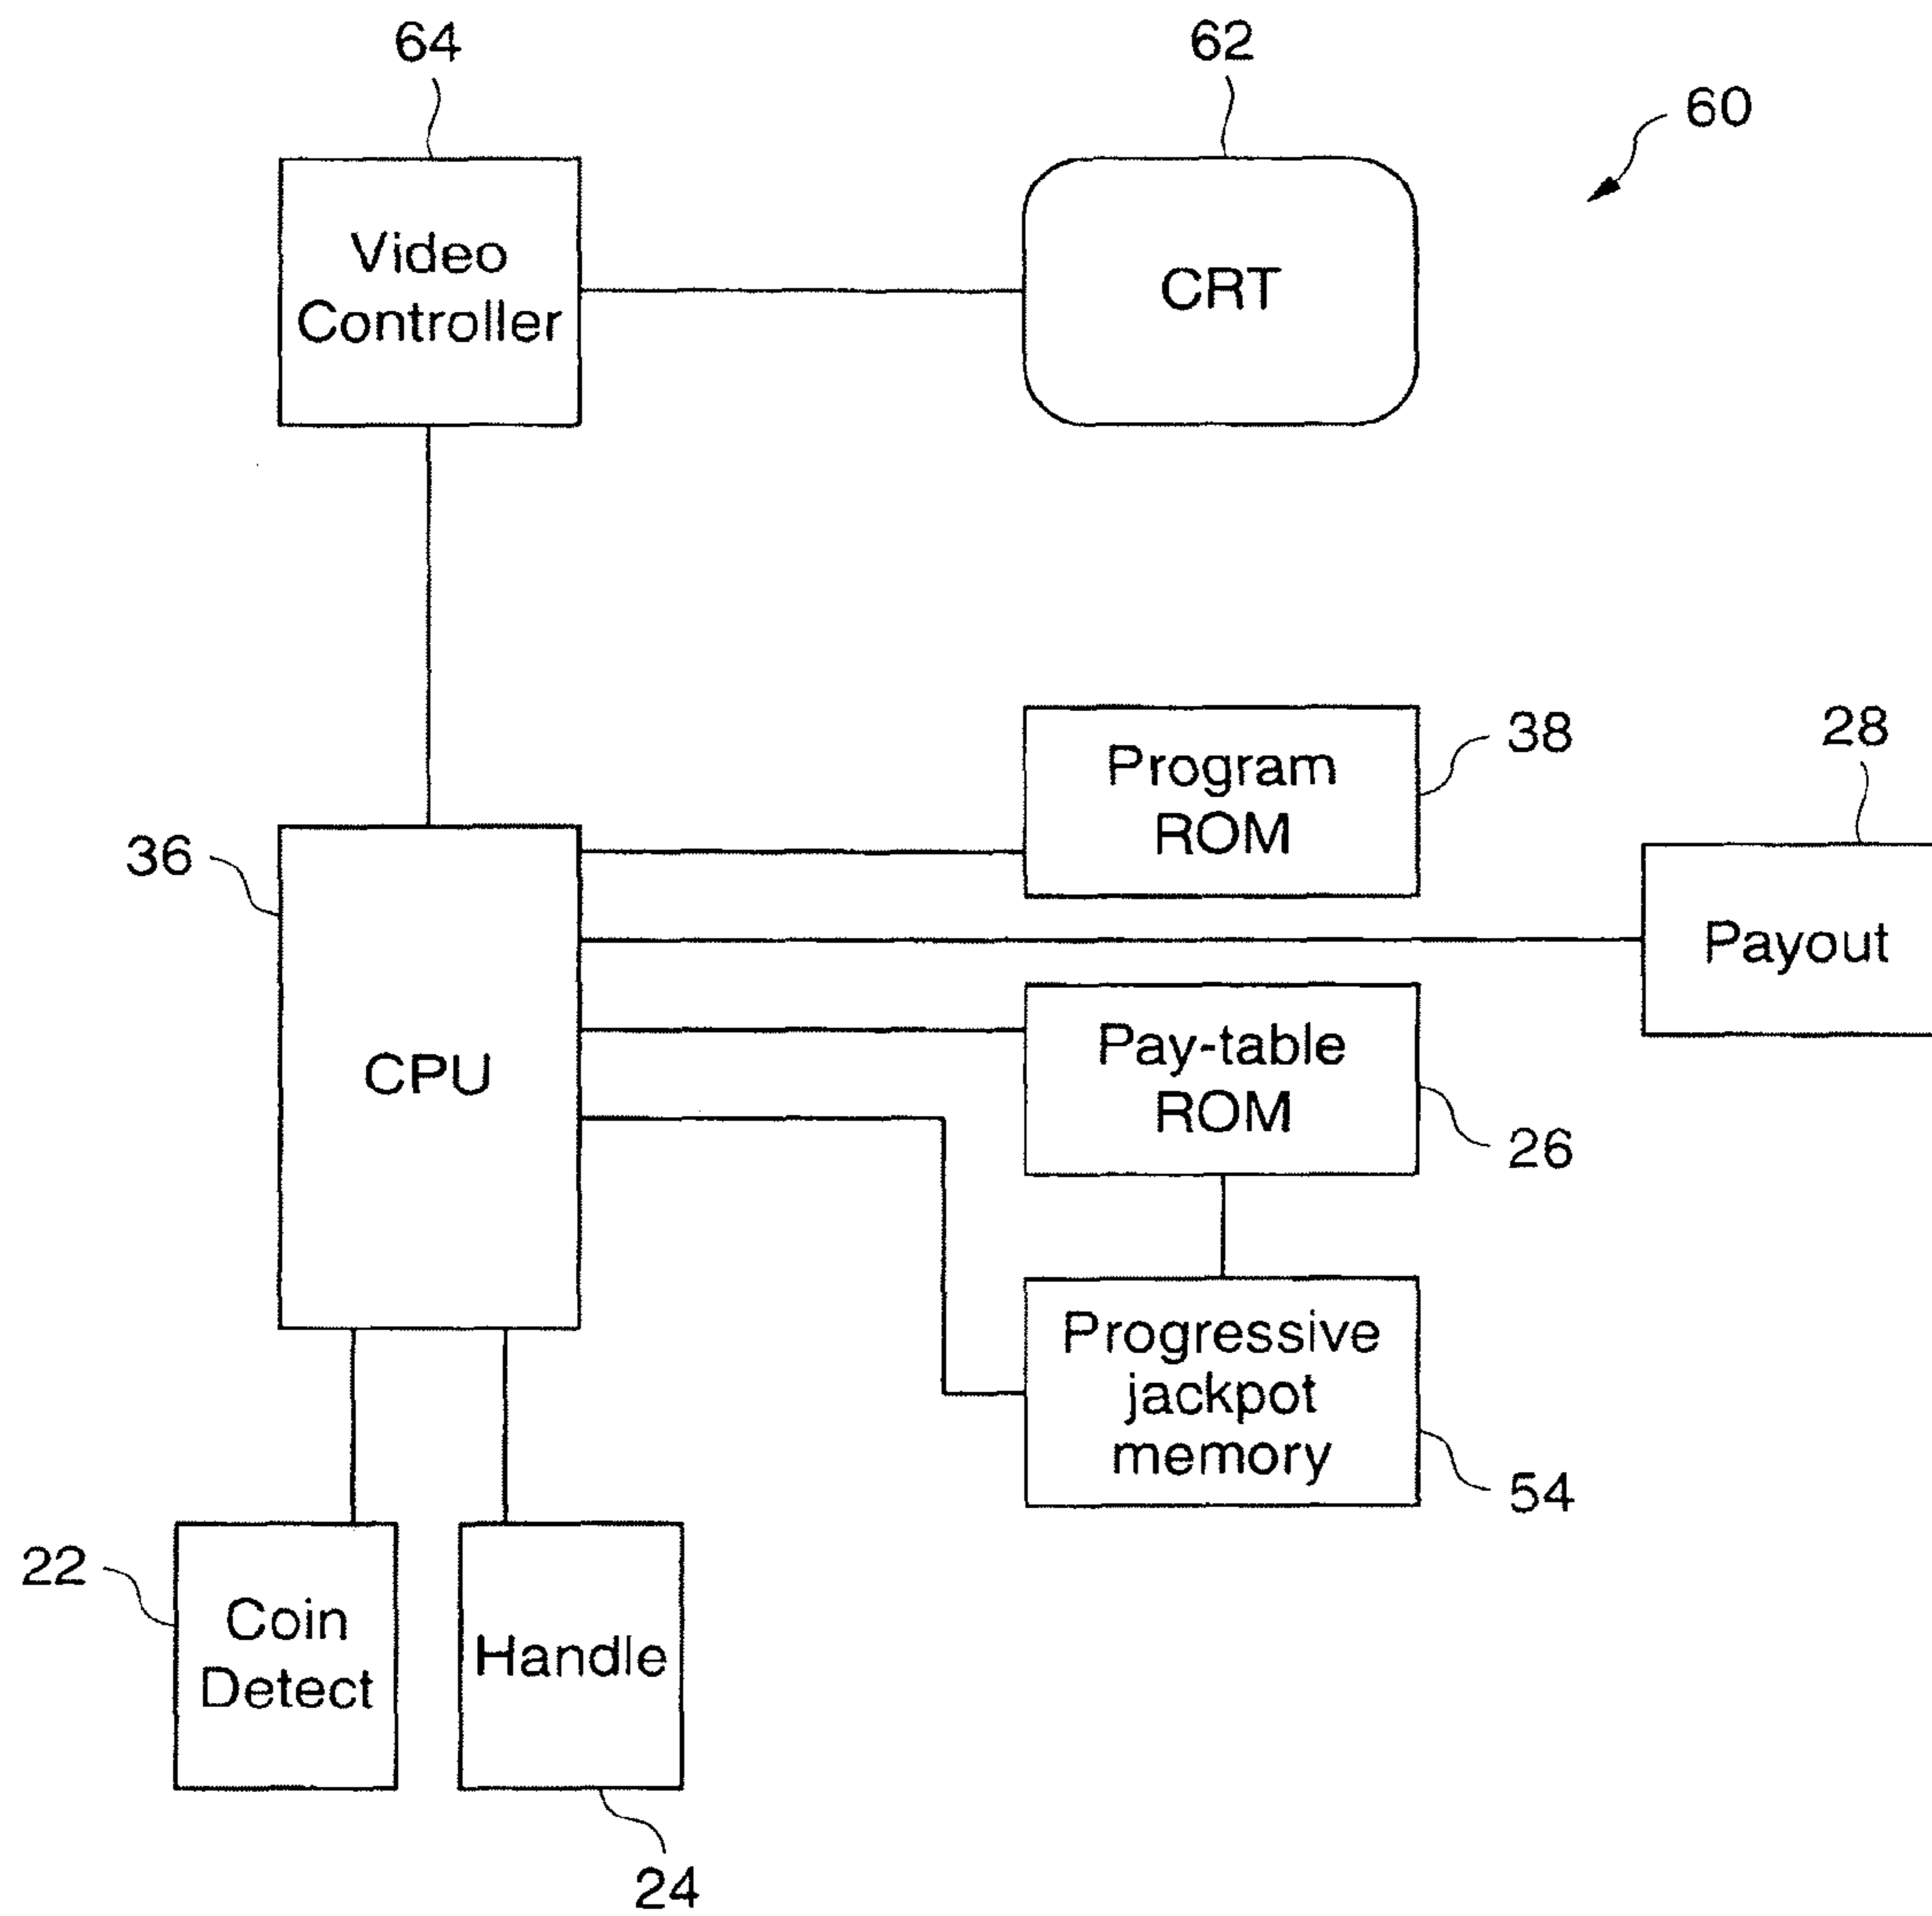 64
62
60
Video
Controller
CRT
38
28
Program
ROM
36
Payout
CPU
Pay-table
ROM
26
Progressive
jackpot
memory
54
22
Coin
Detect
Handle
24